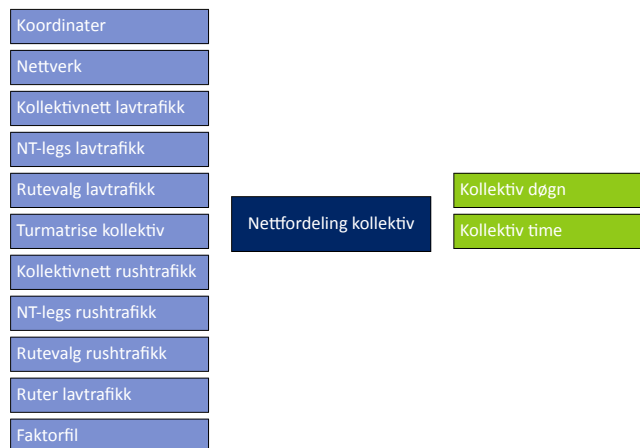 Koordinater
Nettverk
Kollektivnett lavtrafikk
NT-legs lavtrafikk
Rutevalg lavtrafikk
Turmatrise kollektiv
Kollektivnett rushtrafikk
NT-legs rushtrafikk
Rutevalg rushtrafikk
Ruter lavtrafikk
Faktorfil
Nettfordeling kollektiv
Kollektiv døgn
Kollektiv time